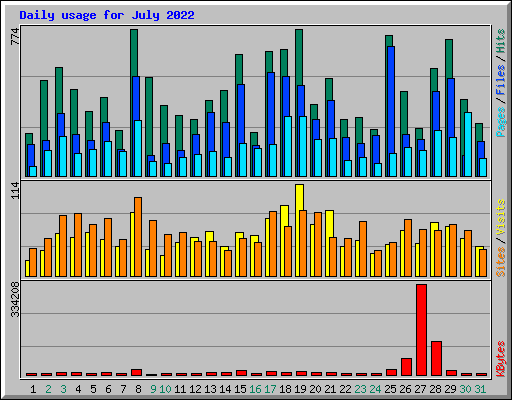 Daily usage for July 2022
774
Pages / Files / Hits
114
Sites / Visits
334208
KBytes
1 2 3 4 5 6 7 8 9 10 11 12 13 14 15 16 17 18 19 20 21 22 23 24 25 26 27 28 29 30 31